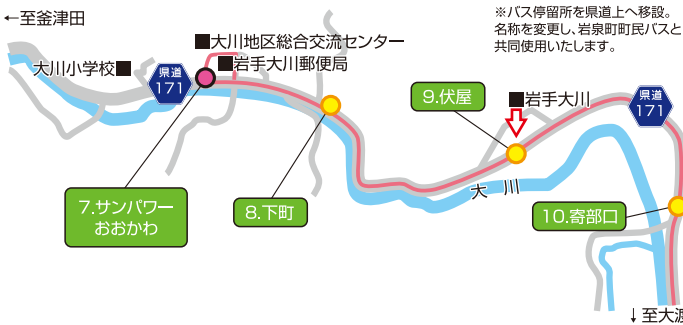 ←至釜津田
※バス停留所を県道上へ移設。
名称を変更し、岩泉町町民バスと
共同使用いたします。
■大川地区総合交流センター
■岩手大川郵便局
大川小学校■
県道
171
9.伏屋
■岩手大川
県道
171
7.サンパワー
おおかわ
8.下町
大川
10.寄部口
↓至大渡